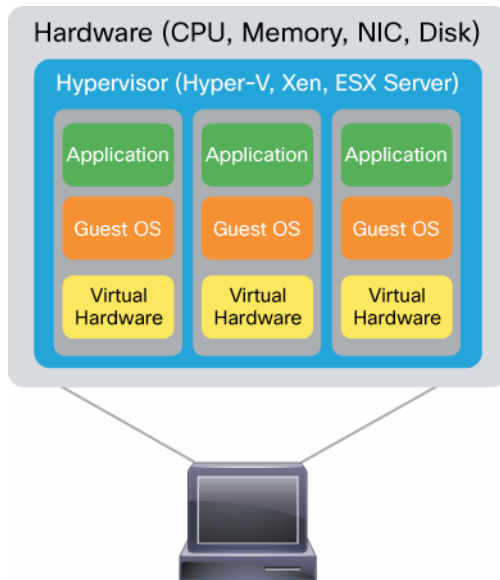 Hardware (CPU, Memory, NIC, Disk)
Hypervisor (Hyper-V, Xen, ESX Server)
Application
Application
Application
Guest OS
Guest OS
Guest OS
Virtual
Hardware
Virtual
Hardware
Virtual
Hardware